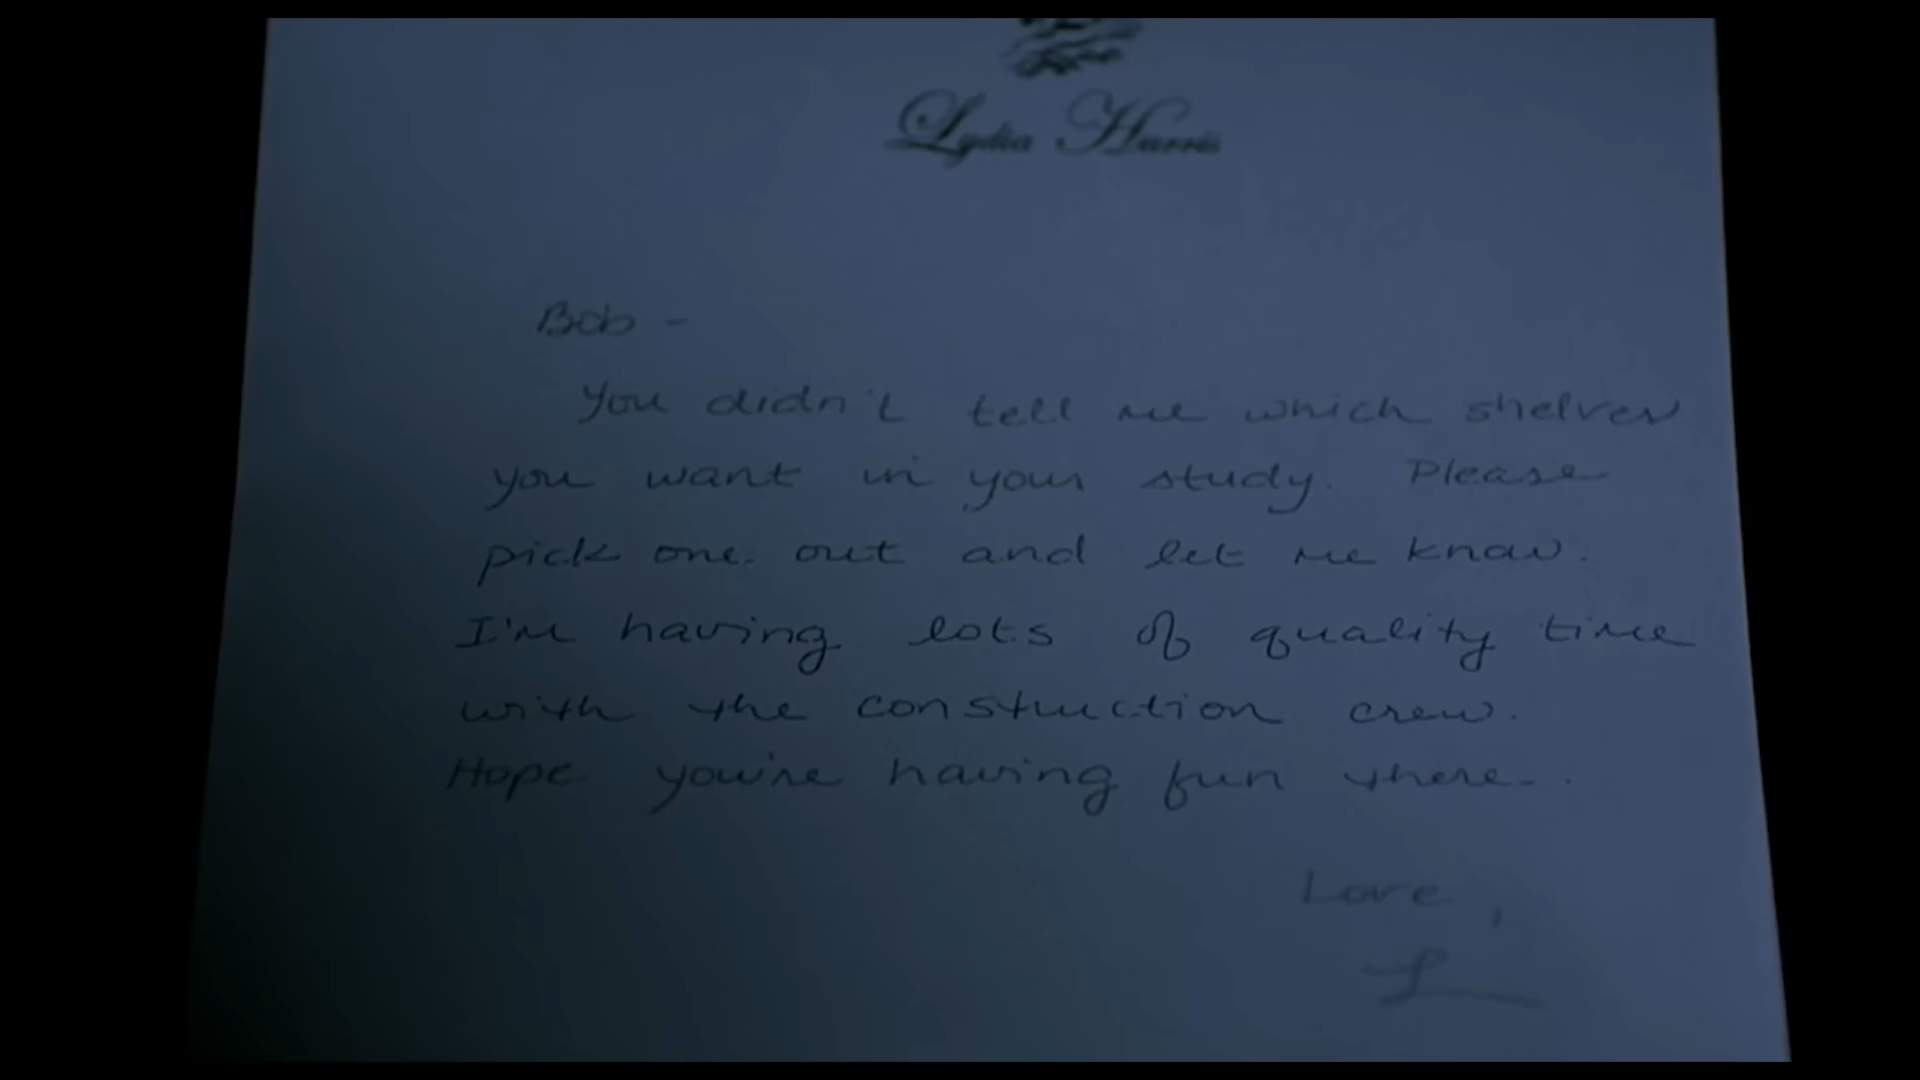 Lydia Harris
Bob -
You didn't tell me which shelves
you want in your study. Please
pick one out and let me know.
I'm having lots of quality time
with the construction crew.
Hope you're having fun there..
Love,
L